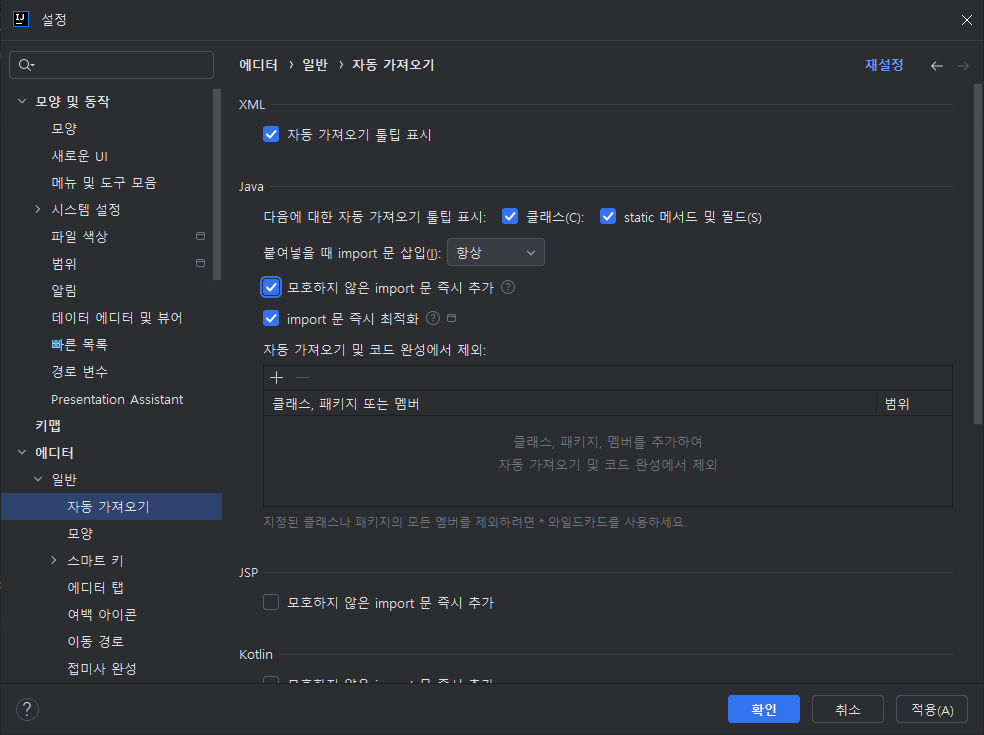 설정
에디터 › 일반 › 자동 가져오기
재설정
모양 및 동작
모양
새로운 UI
메뉴 및 도구 모음
시스템 설정
파일 색상
범위
알림
데이터 에디터 및 뷰어
빠른 목록
경로 변수
Presentation Assistant
키맵
에디터
일반
자동 가져오기
모양
스마트 키
에디터 탭
여백 아이콘
이동 경로
접미사 완성
XML
자동 가져오기 툴팁 표시
Java
다음에 대한 자동 가져오기 툴팁 표시: 클래스(C): static 메서드 및 필드(S)
붙여넣을 때 import 문 삽입(I): 항상
모호하지 않은 import 문 즉시 추가
import 문 즉시 최적화
자동 가져오기 및 코드 완성에서 제외:
클래스, 패키지 또는 멤버 범위
클래스, 패키지, 멤버를 추가하여
자동 가져오기 및 코드 완성에서 제외
지정된 클래스나 패키지의 모든 멤버를 제외하려면 * 와일드카드를 사용하세요.
JSP
모호하지 않은 import 문 즉시 추가
Kotlin
모호하지 않은 import 문 즉시 추가
확인
취소
적용(A)